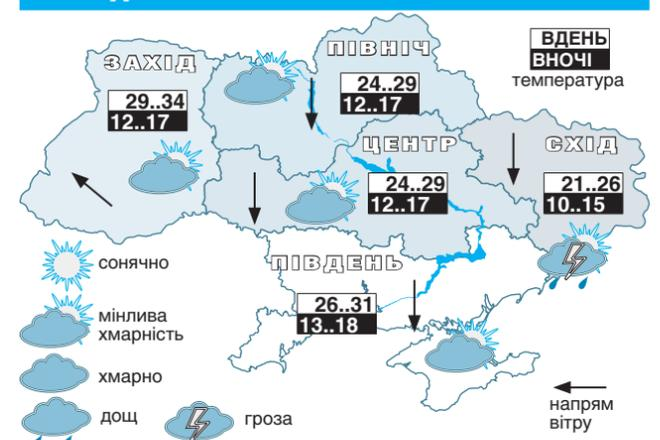 ЗАХІД
29..34
12..17
ПІВНІЧ
24..29
12..17
ВДЕНЬ
ВНОЧІ
температура
ЦЕНТР
24..29
12..17
СХІД
21..26
10..15
ПІВДЕНЬ
26..31
13..18
сонячно
мінлива
хмарність
хмарно
дощ
гроза
напрям
вітру